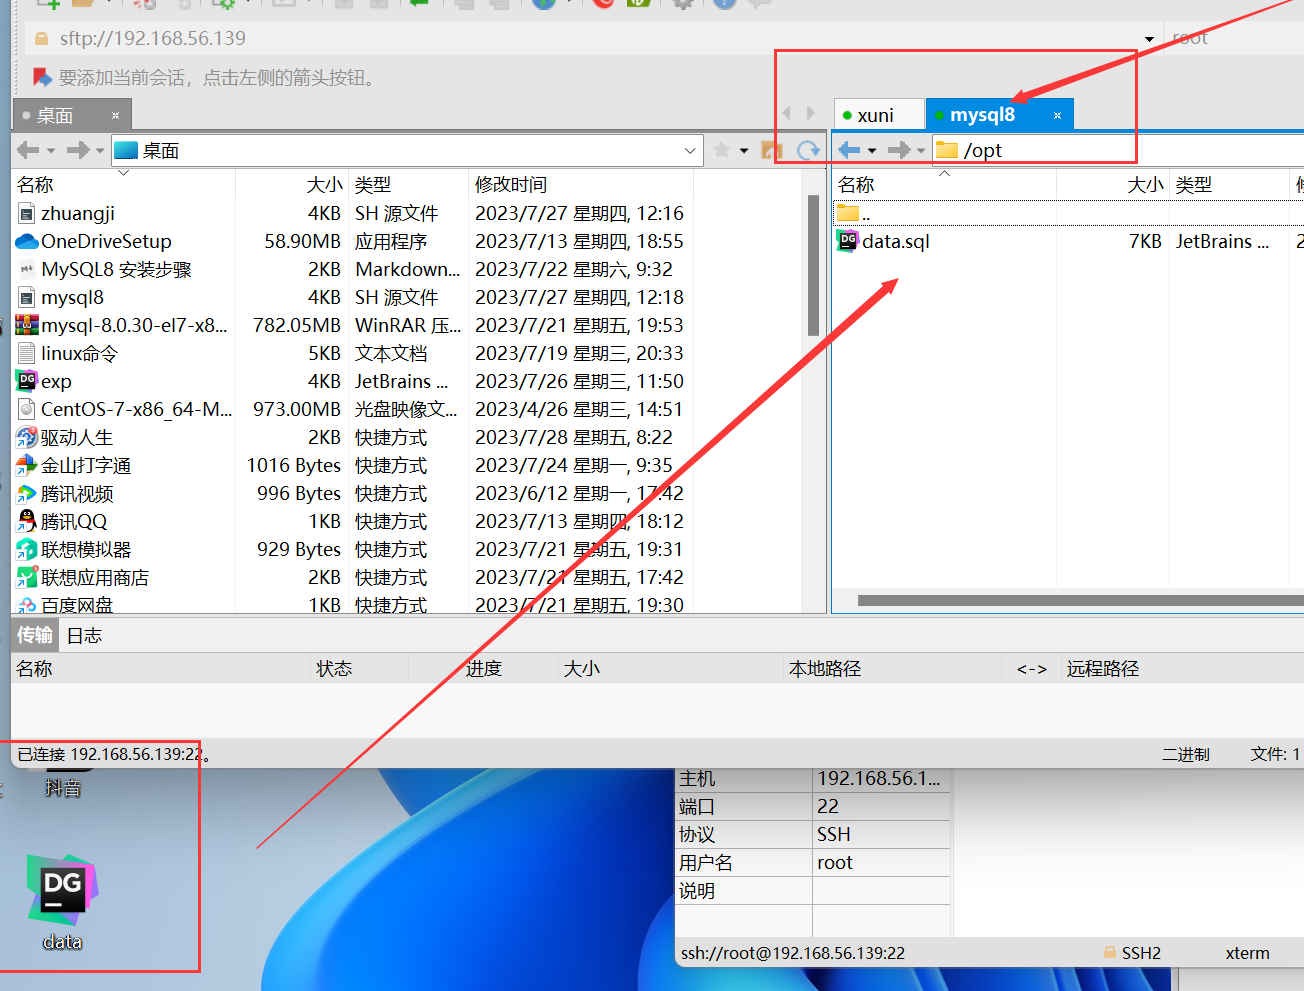 sftp://192.168.56.139
root
要添加当前会话，点击左侧的箭头按钮。
桌面 ×
xuni
mysql8 ×
桌面
/opt
名称 大小 类型 修改时间
zhuangji 4KB SH 源文件 2023/7/27 星期四, 12:16
OneDriveSetup 58.90MB 应用程序 2023/7/13 星期四, 18:55
MySQL8 安装步骤 2KB Markdown... 2023/7/22 星期六, 9:32
mysql8 4KB SH 源文件 2023/7/27 星期四, 12:18
mysql-8.0.30-el7-x8... 782.05MB WinRAR 压... 2023/7/21 星期五, 19:53
linux命令 5KB 文本文档 2023/7/19 星期三, 20:33
exp 4KB JetBrains ... 2023/7/26 星期三, 11:50
CentOS-7-x86_64-M... 973.00MB 光盘映像文... 2023/4/26 星期三, 14:51
驱动人生 2KB 快捷方式 2023/7/28 星期五, 8:22
金山打字通 1016 Bytes 快捷方式 2023/7/24 星期一, 9:35
腾讯视频 996 Bytes 快捷方式 2023/6/12 星期一, 17:42
腾讯QQ 1KB 快捷方式 2023/7/13 星期四, 18:12
联想模拟器 929 Bytes 快捷方式 2023/7/21 星期五, 19:31
联想应用商店 2KB 快捷方式 2023/7/21 星期五, 17:42
百度网盘 1KB 快捷方式 2023/7/21 星期五, 19:30
名称 大小 类型
..
data.sql 7KB JetBrains ... 2
传输 日志
名称 状态 进度 大小 本地路径 <-> 远程路径
已连接 192.168.56.139:22。
二进制 文件: 1
抖音
DG
data
主机 192.168.56.1...
端口 22
协议 SSH
用户名 root
说明
ssh://root@192.168.56.139:22 SSH2 xterm